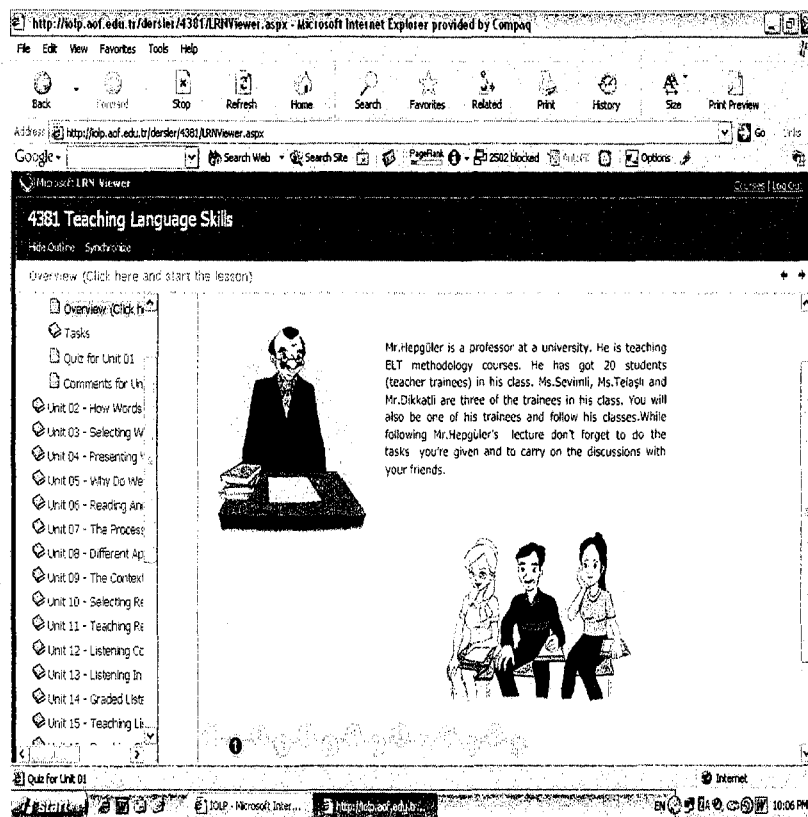 http://iolp.aof.edu.tr/dersler/4381/LRNViewer.aspx - Microsoft Internet Explorer provided by Compaq
File Edit View Favorites Tools Help
Back Forward Stop Refresh Home Search Favorites Related Print History Size Print Preview
Address http://iolp.aof.edu.tr/dersler/4381/LRNViewer.aspx Go Links
Google Search Web Search Site PageRank 2502 blocked AutoFill Options
Microsoft LRN Viewer Courses | Log Out
4381 Teaching Language Skills
Hide Outline Synchronize
Overview (Click here and start the lesson)
Overview (Click h
Tasks
Quiz for Unit 01
Comments for Un
Unit 02 - How Words
Unit 03 - Selecting W
Unit 04 - Presenting
Unit 05 - Why Do We
Unit 06 - Reading An
Unit 07 - The Process
Unit 08 - Different Ap
Unit 09 - The Context
Unit 10 - Selecting Re
Unit 11 - Teaching Re
Unit 12 - Listening Co
Unit 13 - Listening In
Unit 14 - Graded Liste
Unit 15 - Teaching Lis
Mr.Hepgüler is a professor at a university. He is teaching
ELT methodology courses. He has got 20 students
(teacher trainees) in his class. Ms.Sevimli, Ms.Telaşlı and
Mr.Dikkatli are three of the trainees in his class. You will
also be one of his trainees and follow his classes.While
following Mr.Hepgüler's lecture don't forget to do the
tasks you're given and to carry on the discussions with
your friends.
1
Quiz for Unit 01 Internet
Start IOLP - Microsoft Inter... http://iolp.aof.edu.tr... EN 10:06 PM